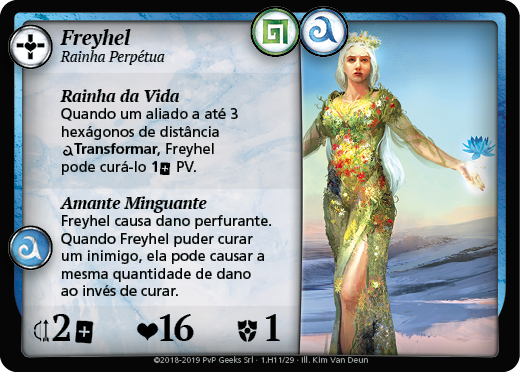 Freyhel
Rainha Perpétua
Rainha da Vida
Quando um aliado a até 3
hexágonos de distância
Transformar, Freyhel
pode curá-lo 1 PV.
Amante Minguante
Freyhel causa dano perfurante.
Quando Freyhel puder curar
um inimigo, ela pode causar a
mesma quantidade de dano
ao invés de curar.
2 16 1
©2018-2019 PvP Geeks Srl - 1.H11/29 - Ill. Kim Van Deun